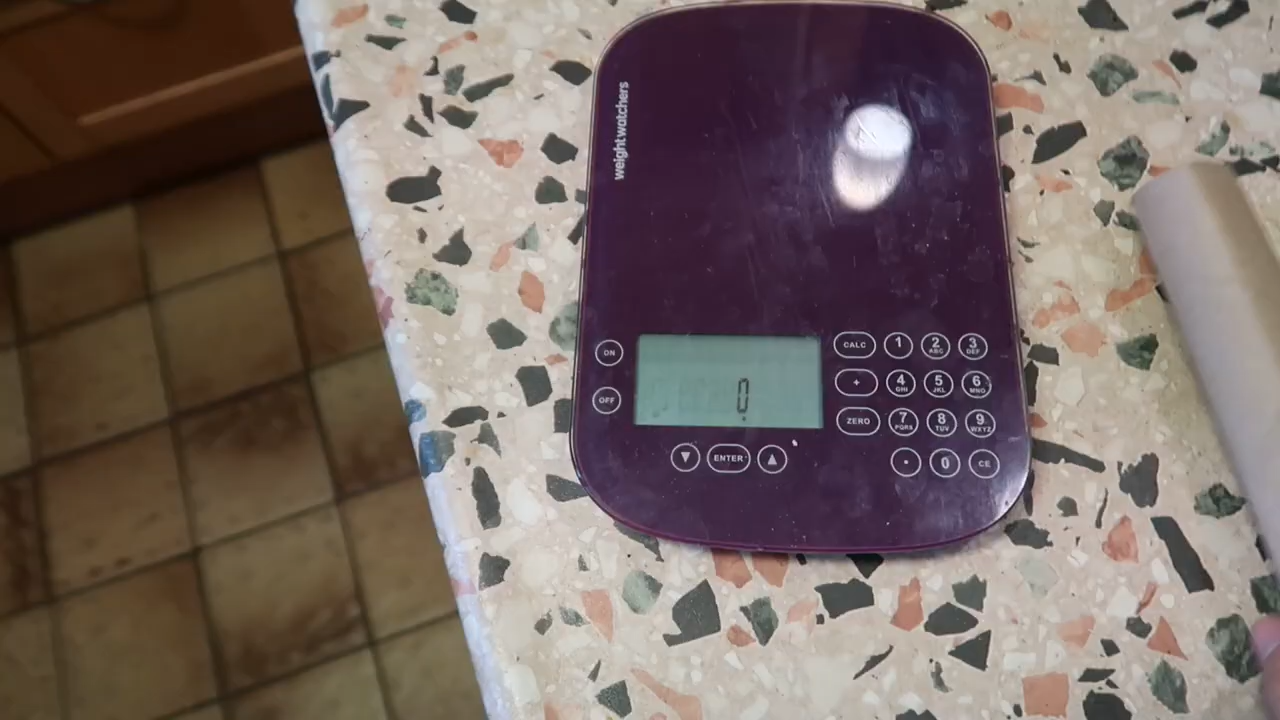 weightwatchers
ON
0
CALC 1 2 ABC 3 DEF
+ 4 GHI 5 JKL 6 MNO
OFF
ZERO 7 PQRS 8 TUV 9 WXYZ
▼ ENTER ▲
• 0 CE